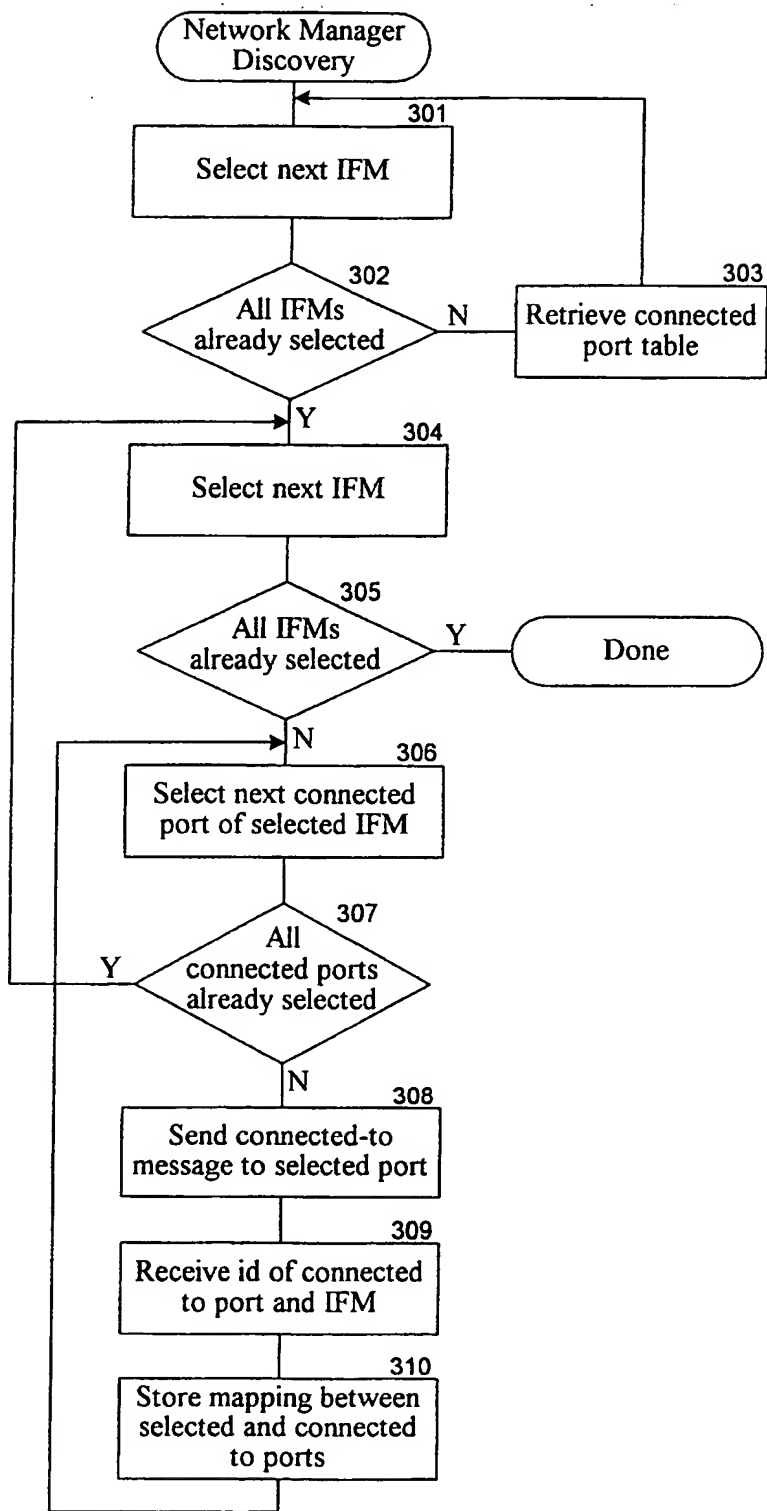 Network Manager
Discovery
301
Select next IFM
302
All IFMs
already selected
N
303
Retrieve connected
port table
Y
304
Select next IFM
305
All IFMs
already selected
Y
Done
N
306
Select next connected
port of selected IFM
307
All
connected ports
already selected
Y
N
308
Send connected-to
message to selected port
309
Receive id of connected
to port and IFM
310
Store mapping between
selected and connected
to ports